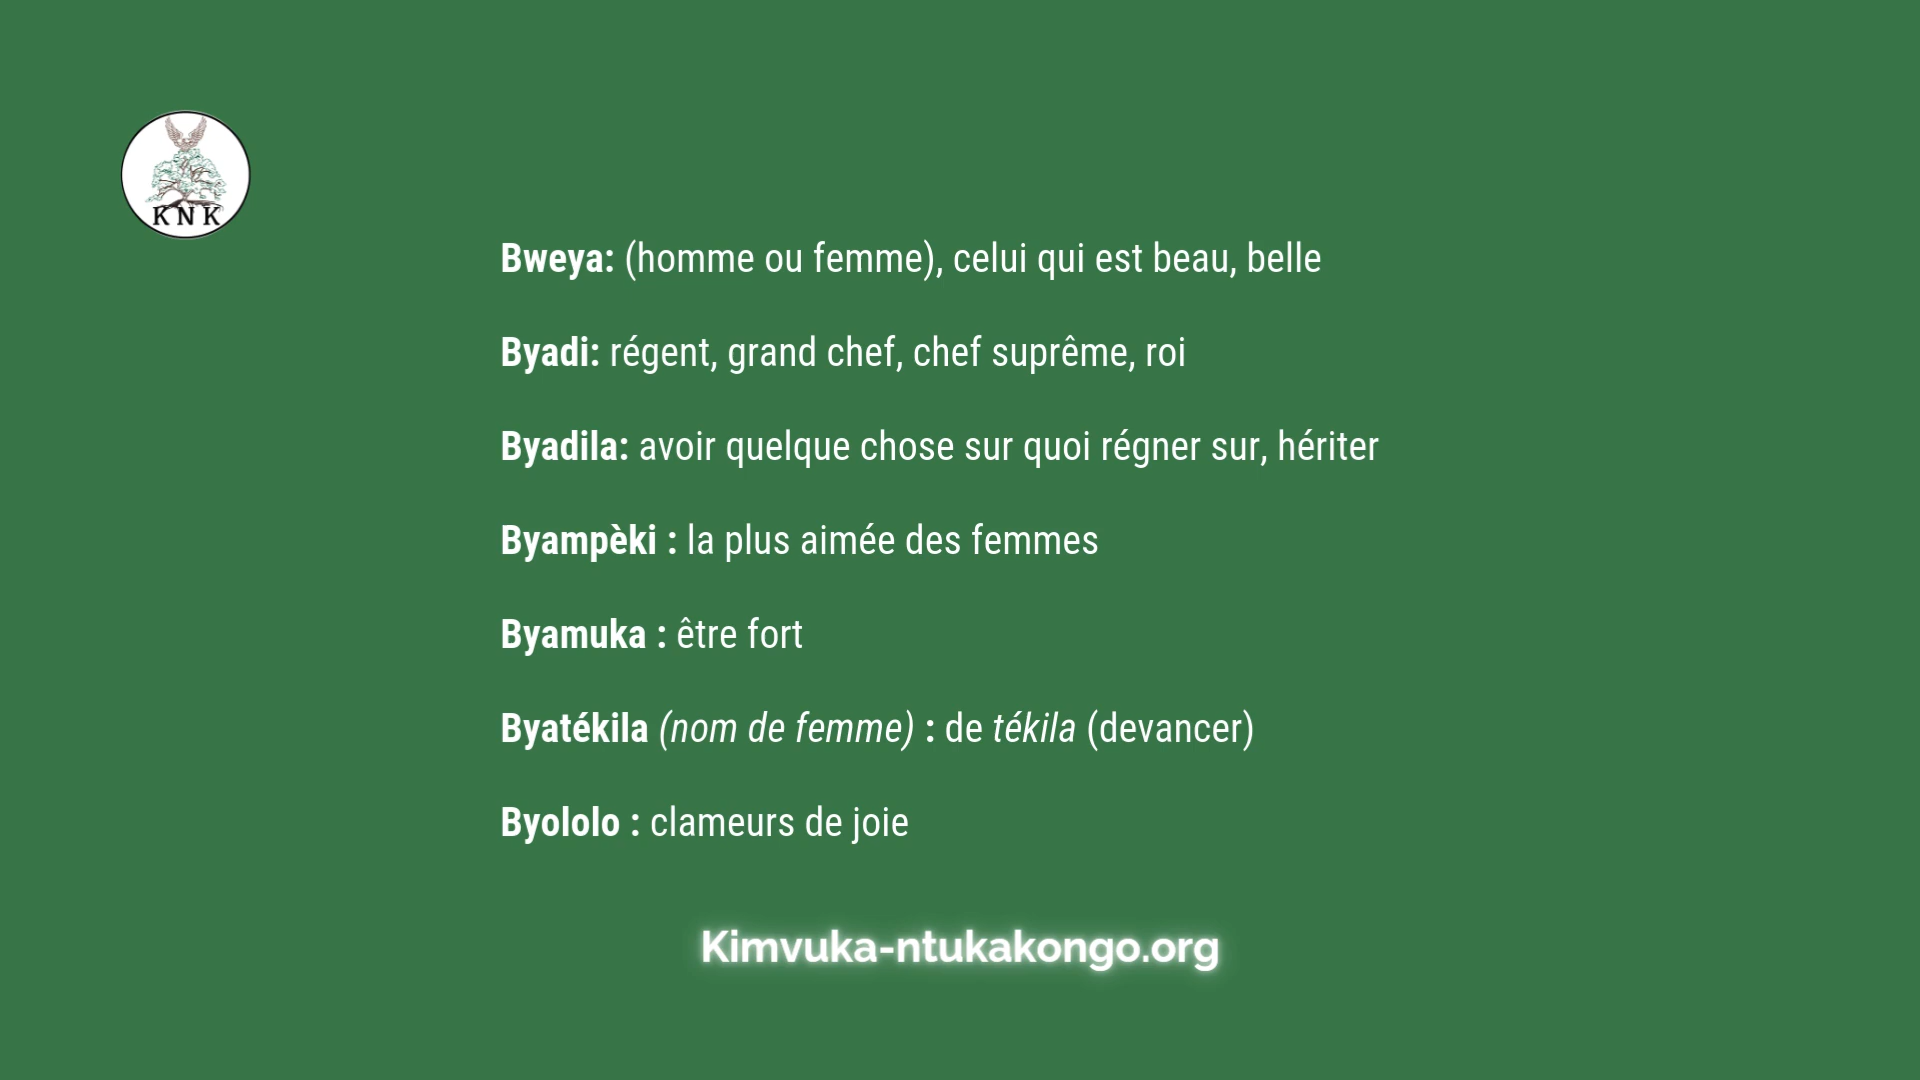 KNK
Bweya: (homme ou femme), celui qui est beau, belle
Byadi: régent, grand chef, chef suprême, roi
Byadila: avoir quelque chose sur quoi régner sur, hériter
Byampèki : la plus aimée des femmes
Byamuka : être fort
Byatékila (nom de femme) : de tékila (devancer)
Byololo : clameurs de joie
Kimvuka-ntukakongo.org